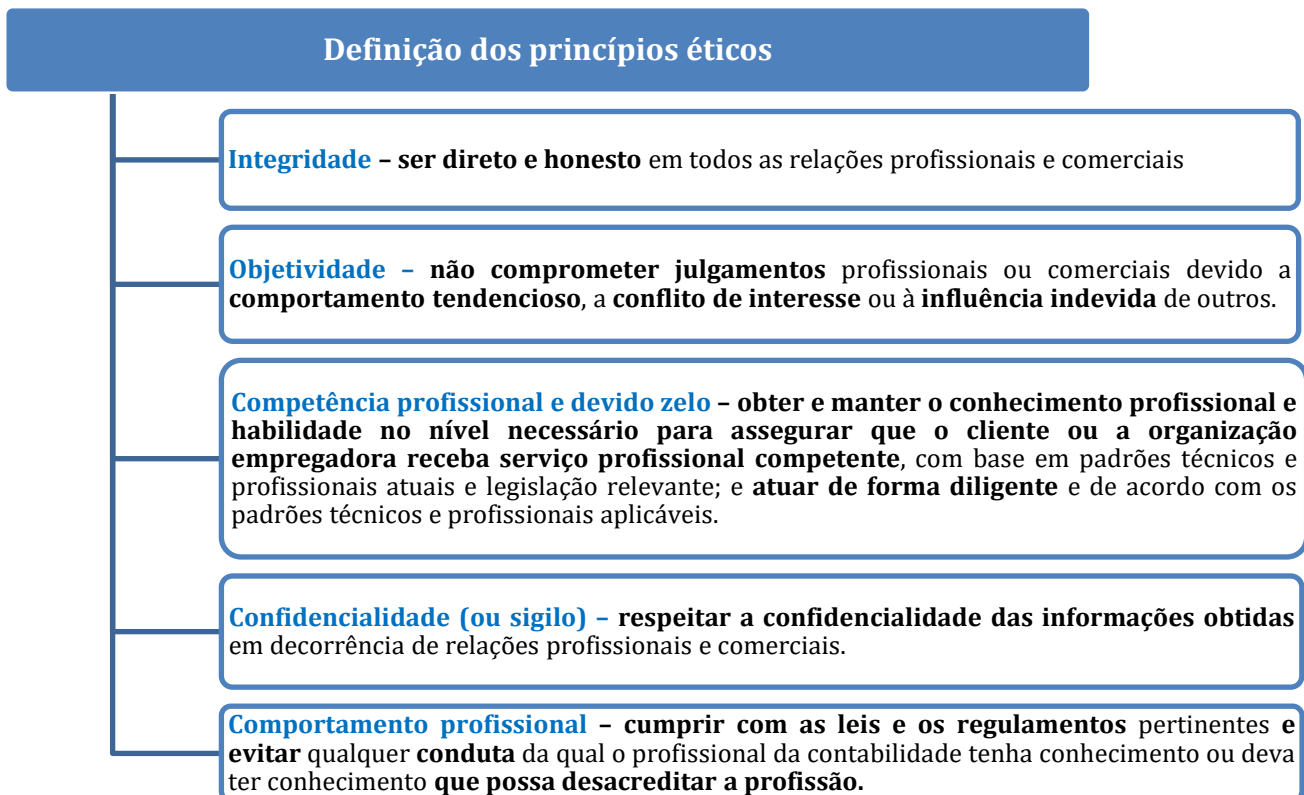 Definição dos princípios éticos
Integridade – ser direto e honesto em todos as relações profissionais e comerciais
Objetividade – não comprometer julgamentos profissionais ou comerciais devido a
comportamento tendencioso, a conflito de interesse ou à influência indevida de outros.
Competência profissional e devido zelo – obter e manter o conhecimento profissional e
habilidade no nível necessário para assegurar que o cliente ou a organização
empregadora receba serviço profissional competente, com base em padrões técnicos e
profissionais atuais e legislação relevante; e atuar de forma diligente e de acordo com os
padrões técnicos e profissionais aplicáveis.
Confidencialidade (ou sigilo) – respeitar a confidencialidade das informações obtidas
em decorrência de relações profissionais e comerciais.
Comportamento profissional – cumprir com as leis e os regulamentos pertinentes e
evitar qualquer conduta da qual o profissional da contabilidade tenha conhecimento ou deva
ter conhecimento que possa desacreditar a profissão.